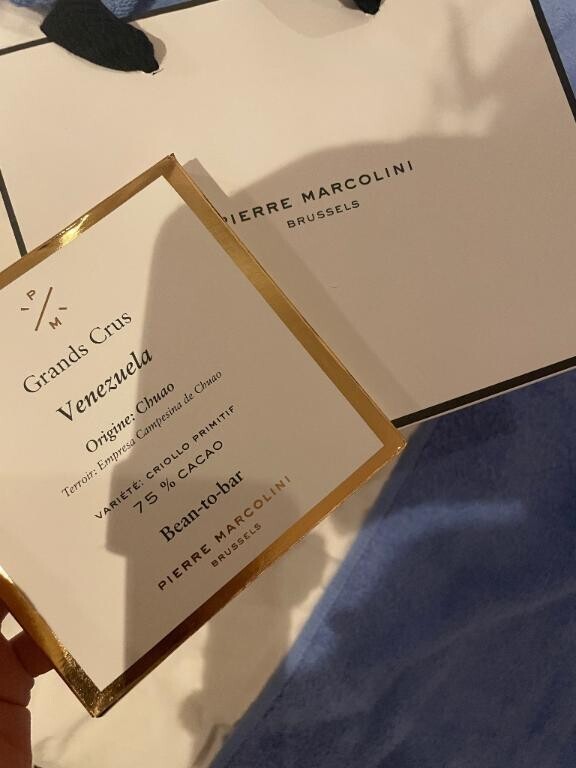 PIERRE MARCOLINI
BRUSSELS
P
M
Grands Crus
Venezuela
Origine: Chuao
Terroir: Empresa Campesina de Chuao
VARIÉTÉ: CRIOLLO PRIMITIF
75 % CACAO
Bean-to-bar
PIERRE MARCOLINI
BRUSSELS